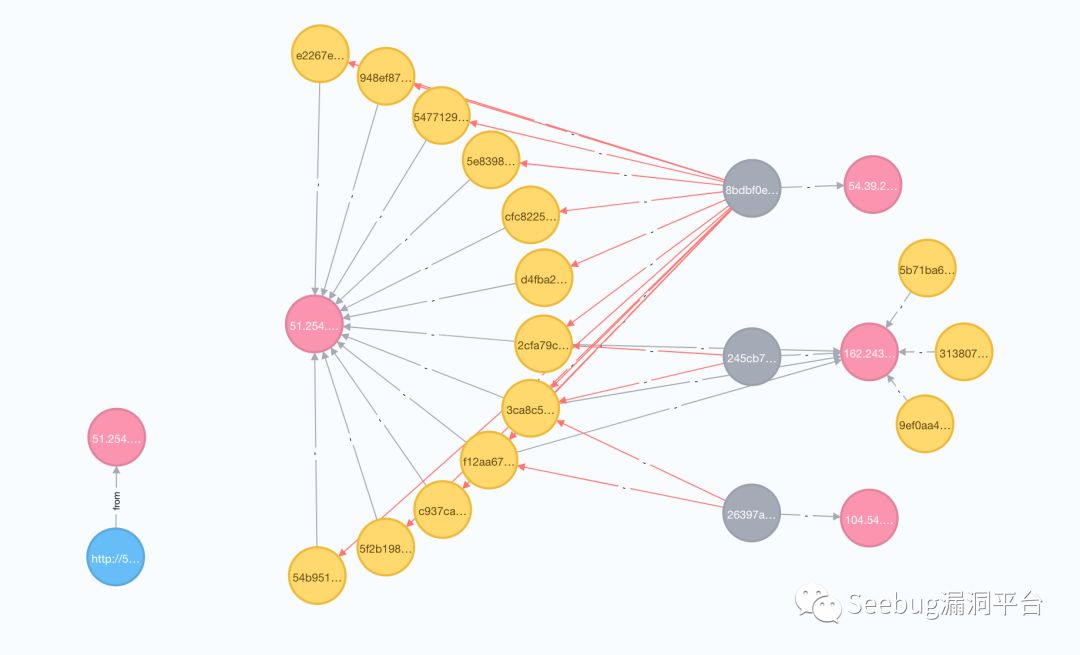 e2267e...
948ef87...
5477129...
5e8398...
cfc8225...
d4fba2...
2cfa79c...
3ca8c5...
f12aa67...
c937ca...
5f2b198...
54b951...
51.254....
8bdbf0e...
54.39.2...
5b71ba6...
245cb7...
162.243...
313807...
9ef0aa4...
26397a...
104.54....
51.254....
from
http://5...
Seebug漏洞平台